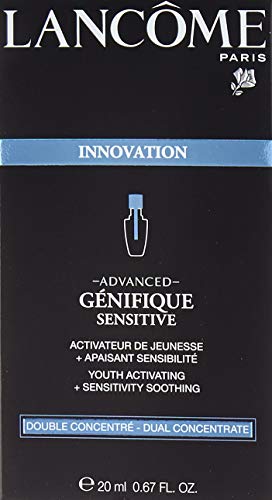 LANCÔME
PARIS
INNOVATION
–ADVANCED–
GÉNIFIQUE
SENSITIVE
ACTIVATEUR DE JEUNESSE
+ APAISANT SENSIBILITÉ
YOUTH ACTIVATING
+ SENSITIVITY SOOTHING
DOUBLE CONCENTRÉ - DUAL CONCENTRATE
℮ 20 ml 0.67 FL. OZ.